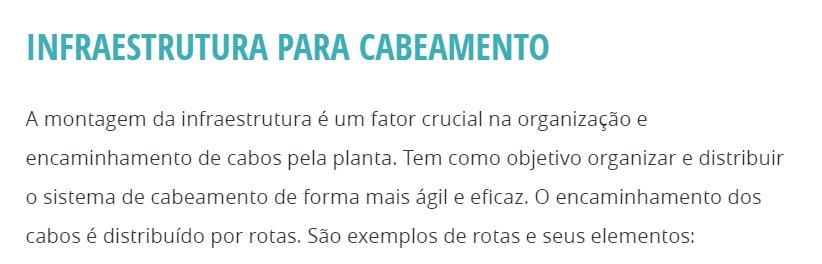 INFRAESTRUTURA PARA CABEAMENTO
A montagem da infraestrutura é um fator crucial na organização e
encaminhamento de cabos pela planta. Tem como objetivo organizar e distribuir
o sistema de cabeamento de forma mais ágil e eficaz. O encaminhamento dos
cabos é distribuído por rotas. São exemplos de rotas e seus elementos: